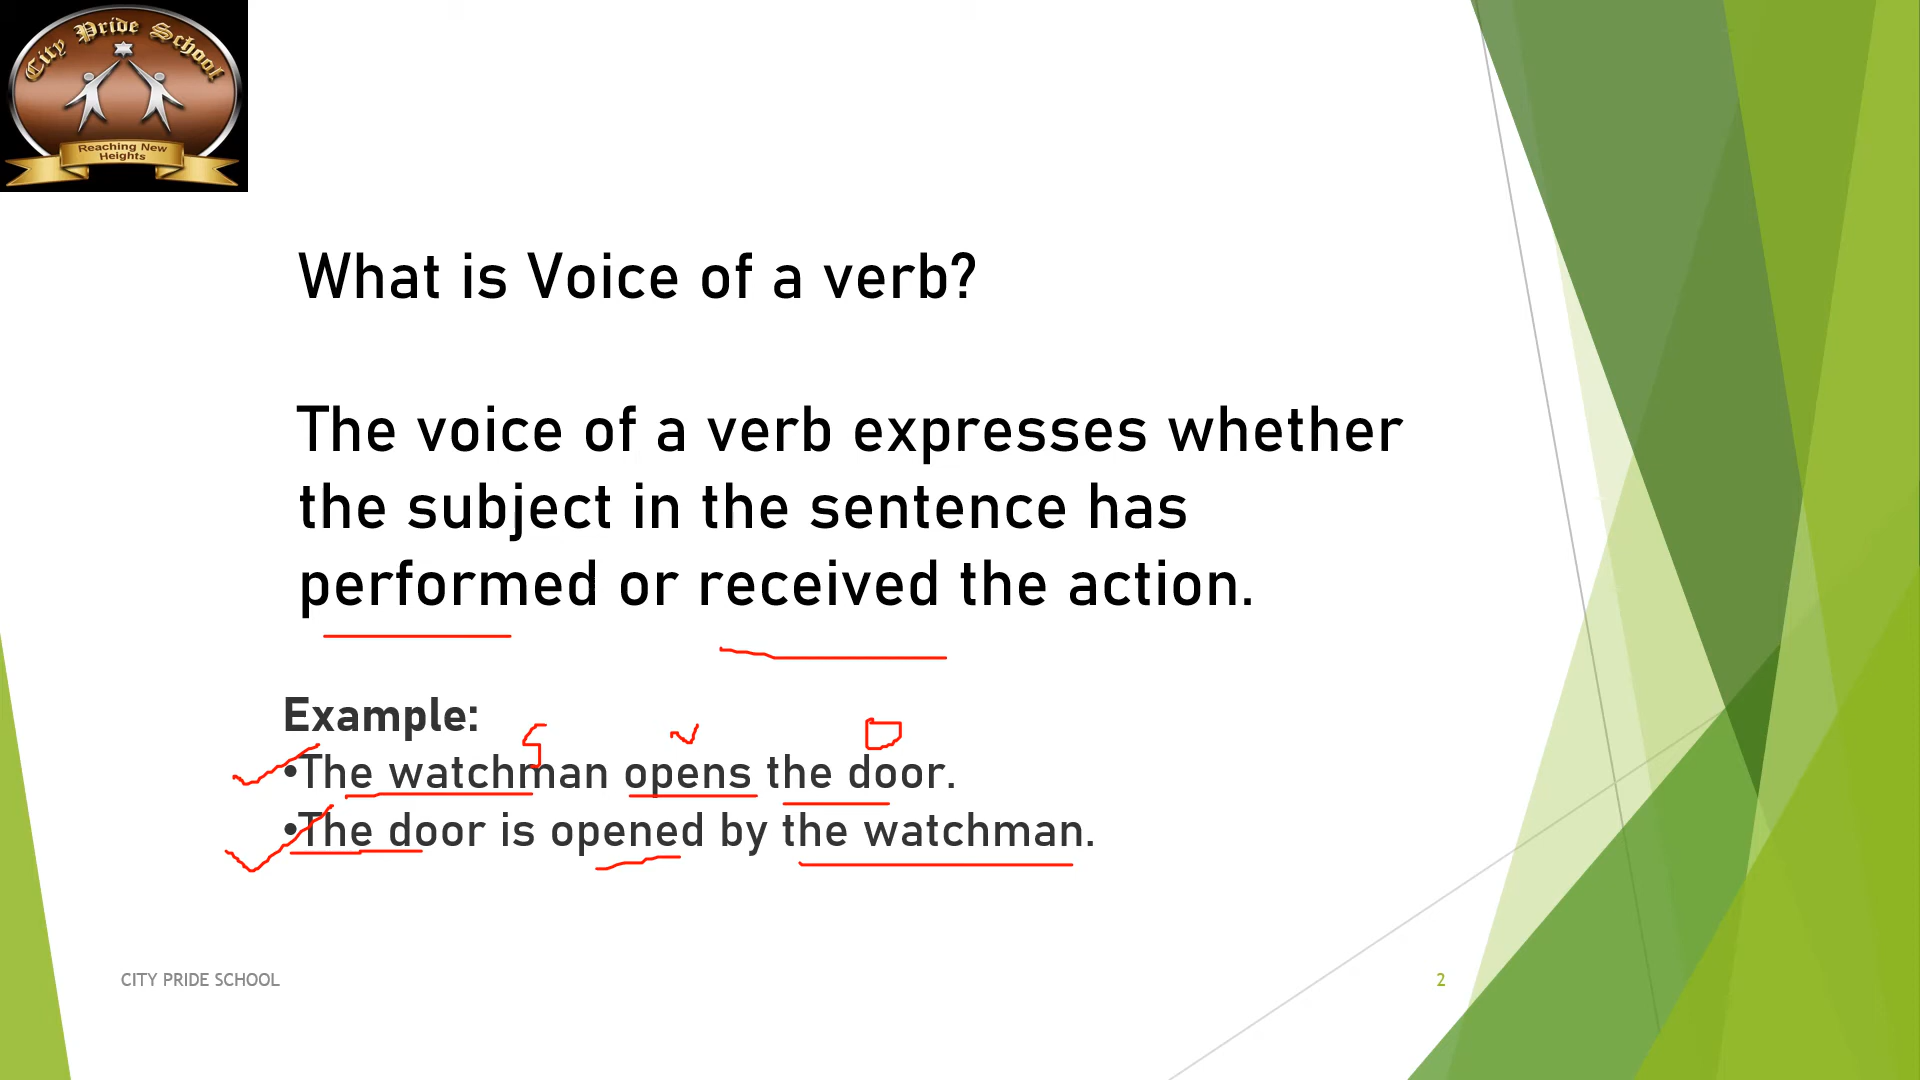 City Pride School
Reaching New
Heights
What is Voice of a verb?
The voice of a verb expresses whether
the subject in the sentence has
performed or received the action.
Example:
S v O
•The watchman opens the door.
•The door is opened by the watchman.
CITY PRIDE SCHOOL
2